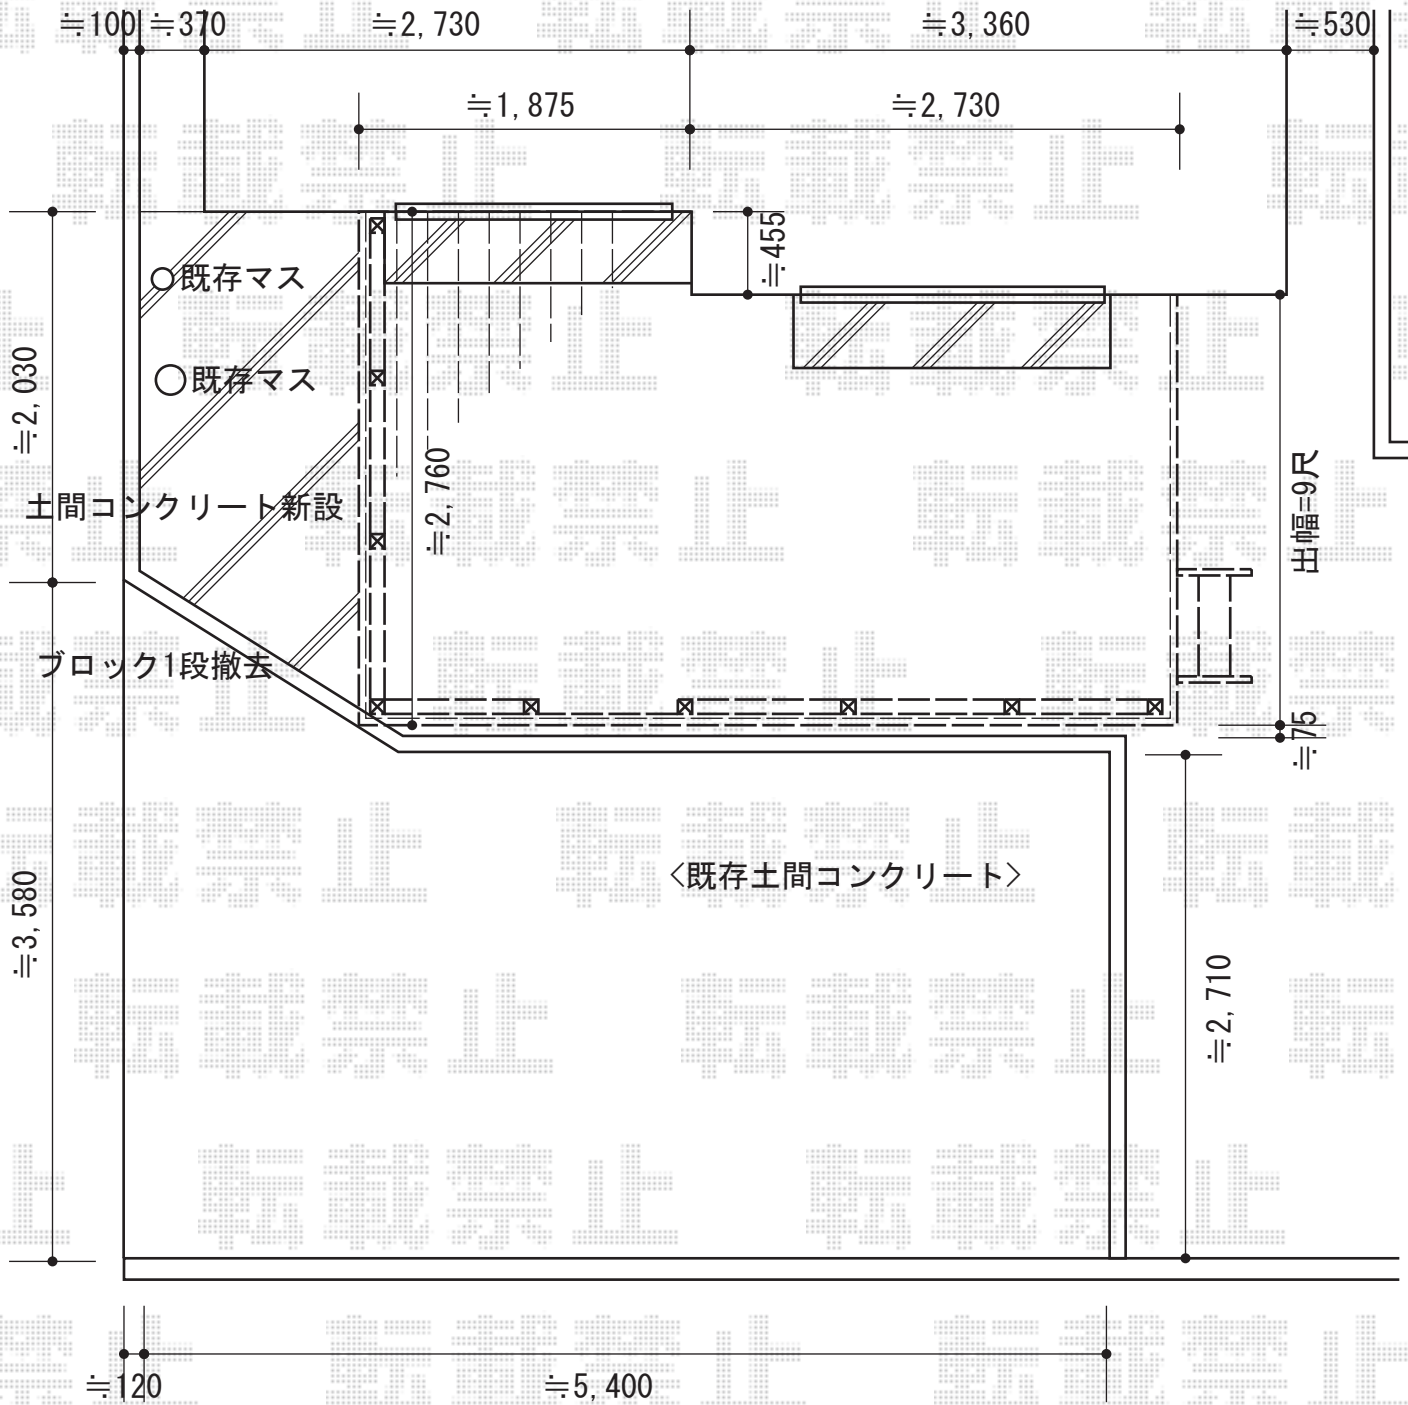 ≒100
≒370
≒2,730
≒3,360
≒530
≒1,875
≒2,730
≒455
既存マス
既存マス
≒2,030
≒2,760
出幅=9尺
土間コンクリート新設
ブロック1段撤去
≒75
<既存土間コンクリート>
≒3,580
≒2,710
≒120
≒5,400
転載禁止